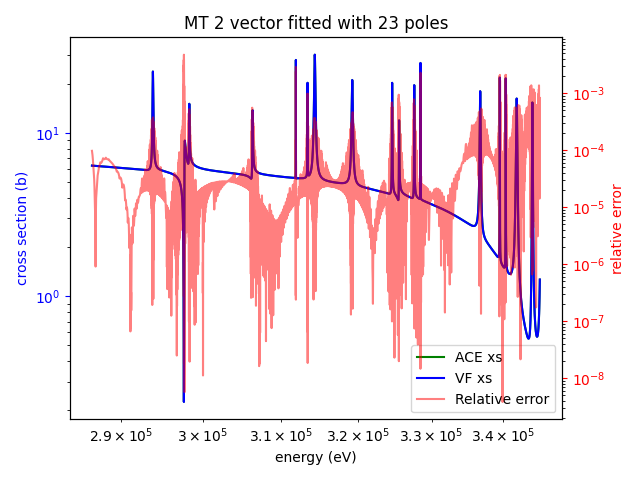 MT 2 vector fitted with 23 poles
cross section (b)
10¹
10⁰
10⁻³
10⁻⁴
10⁻⁵
10⁻⁶
10⁻⁷
10⁻⁸
relative error
ACE xs
VF xs
Relative error
2.9 × 10⁵ 3 × 10⁵ 3.1 × 10⁵ 3.2 × 10⁵ 3.3 × 10⁵ 3.4 × 10⁵
energy (eV)